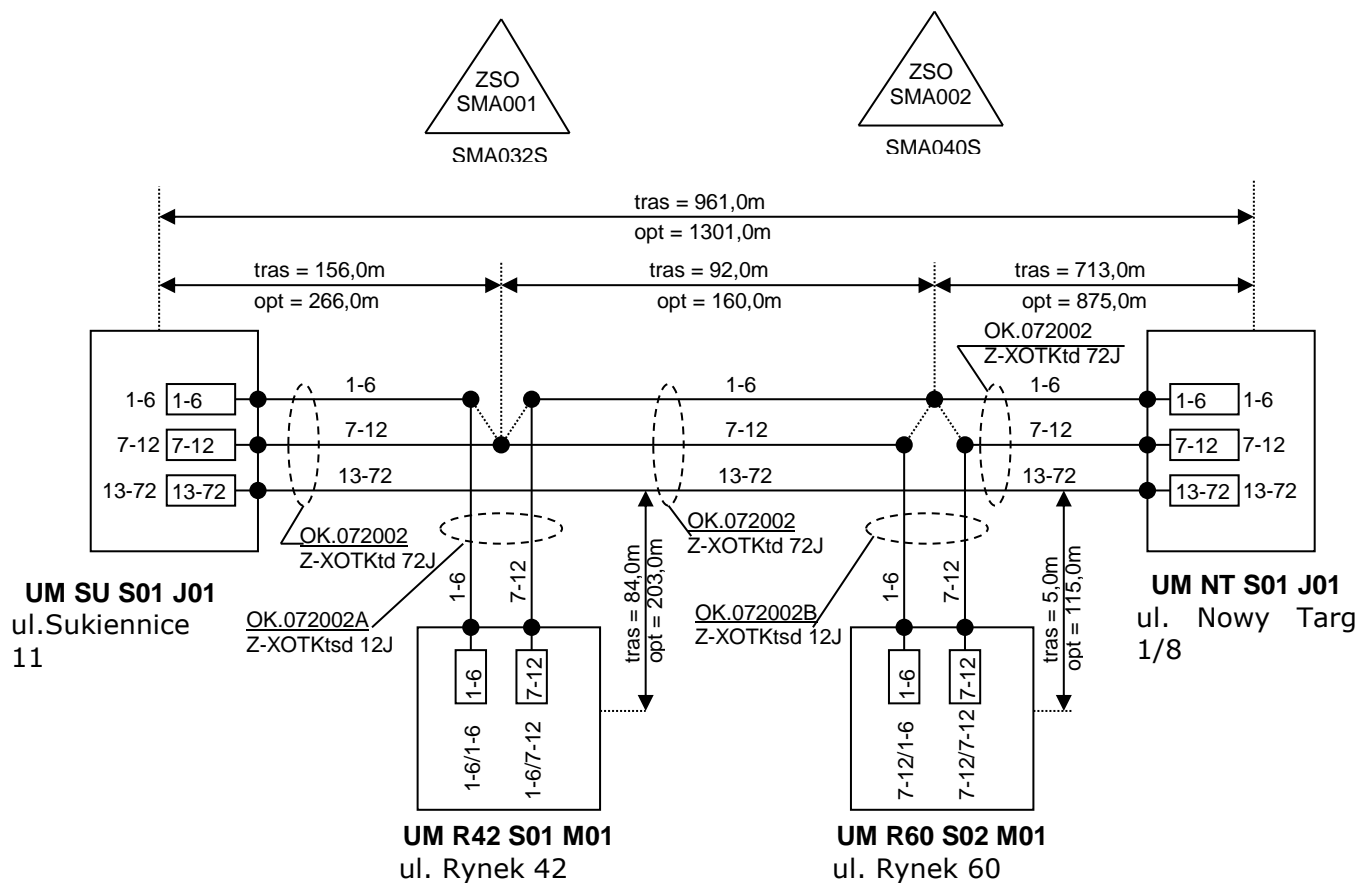 ZSO
SMA001
SMA032S
ZSO
SMA002
SMA040S
tras = 961,0m
opt = 1301,0m
tras = 156,0m
opt = 266,0m
tras = 92,0m
opt = 160,0m
tras = 713,0m
opt = 875,0m
OK.072002
Z-XOTKtd 72J
1-6 1-6 1-6 1-6 1-6 1-6 1-6
7-12 7-12 7-12 7-12 7-12 7-12 7-12
13-72 13-72 13-72 13-72 13-72 13-72 13-72
OK.072002
Z-XOTKtd 72J
OK.072002
Z-XOTKtd 72J
OK.072002A
Z-XOTKtsd 12J
OK.072002B
Z-XOTKtsd 12J
1-6
7-12
tras = 84,0m
opt = 203,0m
1-6
7-12
tras = 5,0m
opt = 115,0m
UM SU S01 J01
ul.Sukiennice
11
UM NT S01 J01
ul. Nowy Targ
1/8
1-6
7-12
1-6/1-6
1-6/7-12
1-6
7-12
7-12/1-6
7-12/7-12
UM R42 S01 M01
ul. Rynek 42
UM R60 S02 M01
ul. Rynek 60